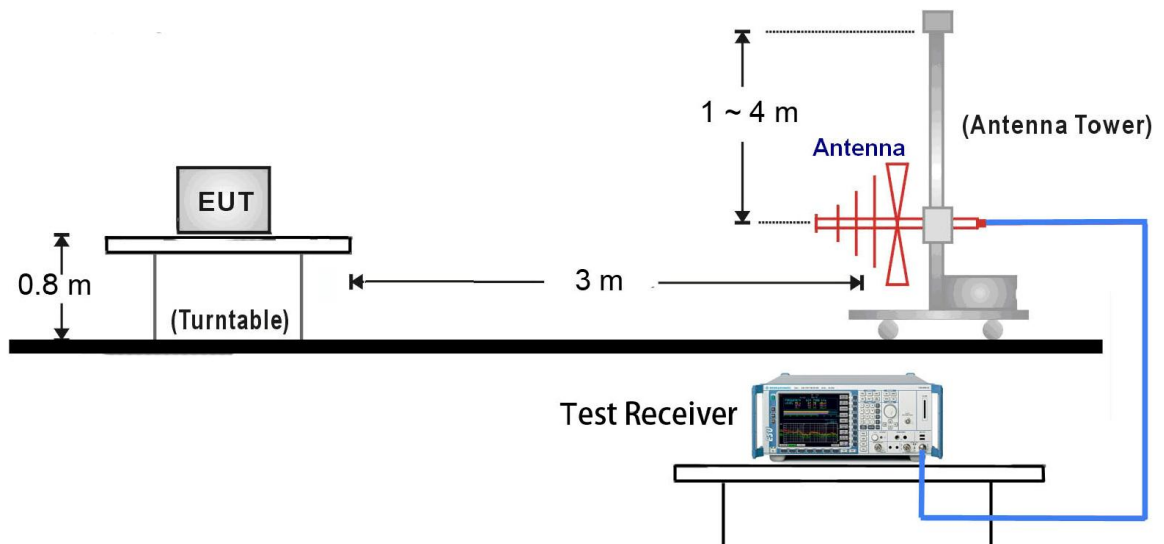 1 ~ 4 m
(Antenna Tower)
Antenna
EUT
0.8 m
3 m
(Turntable)
Test Receiver